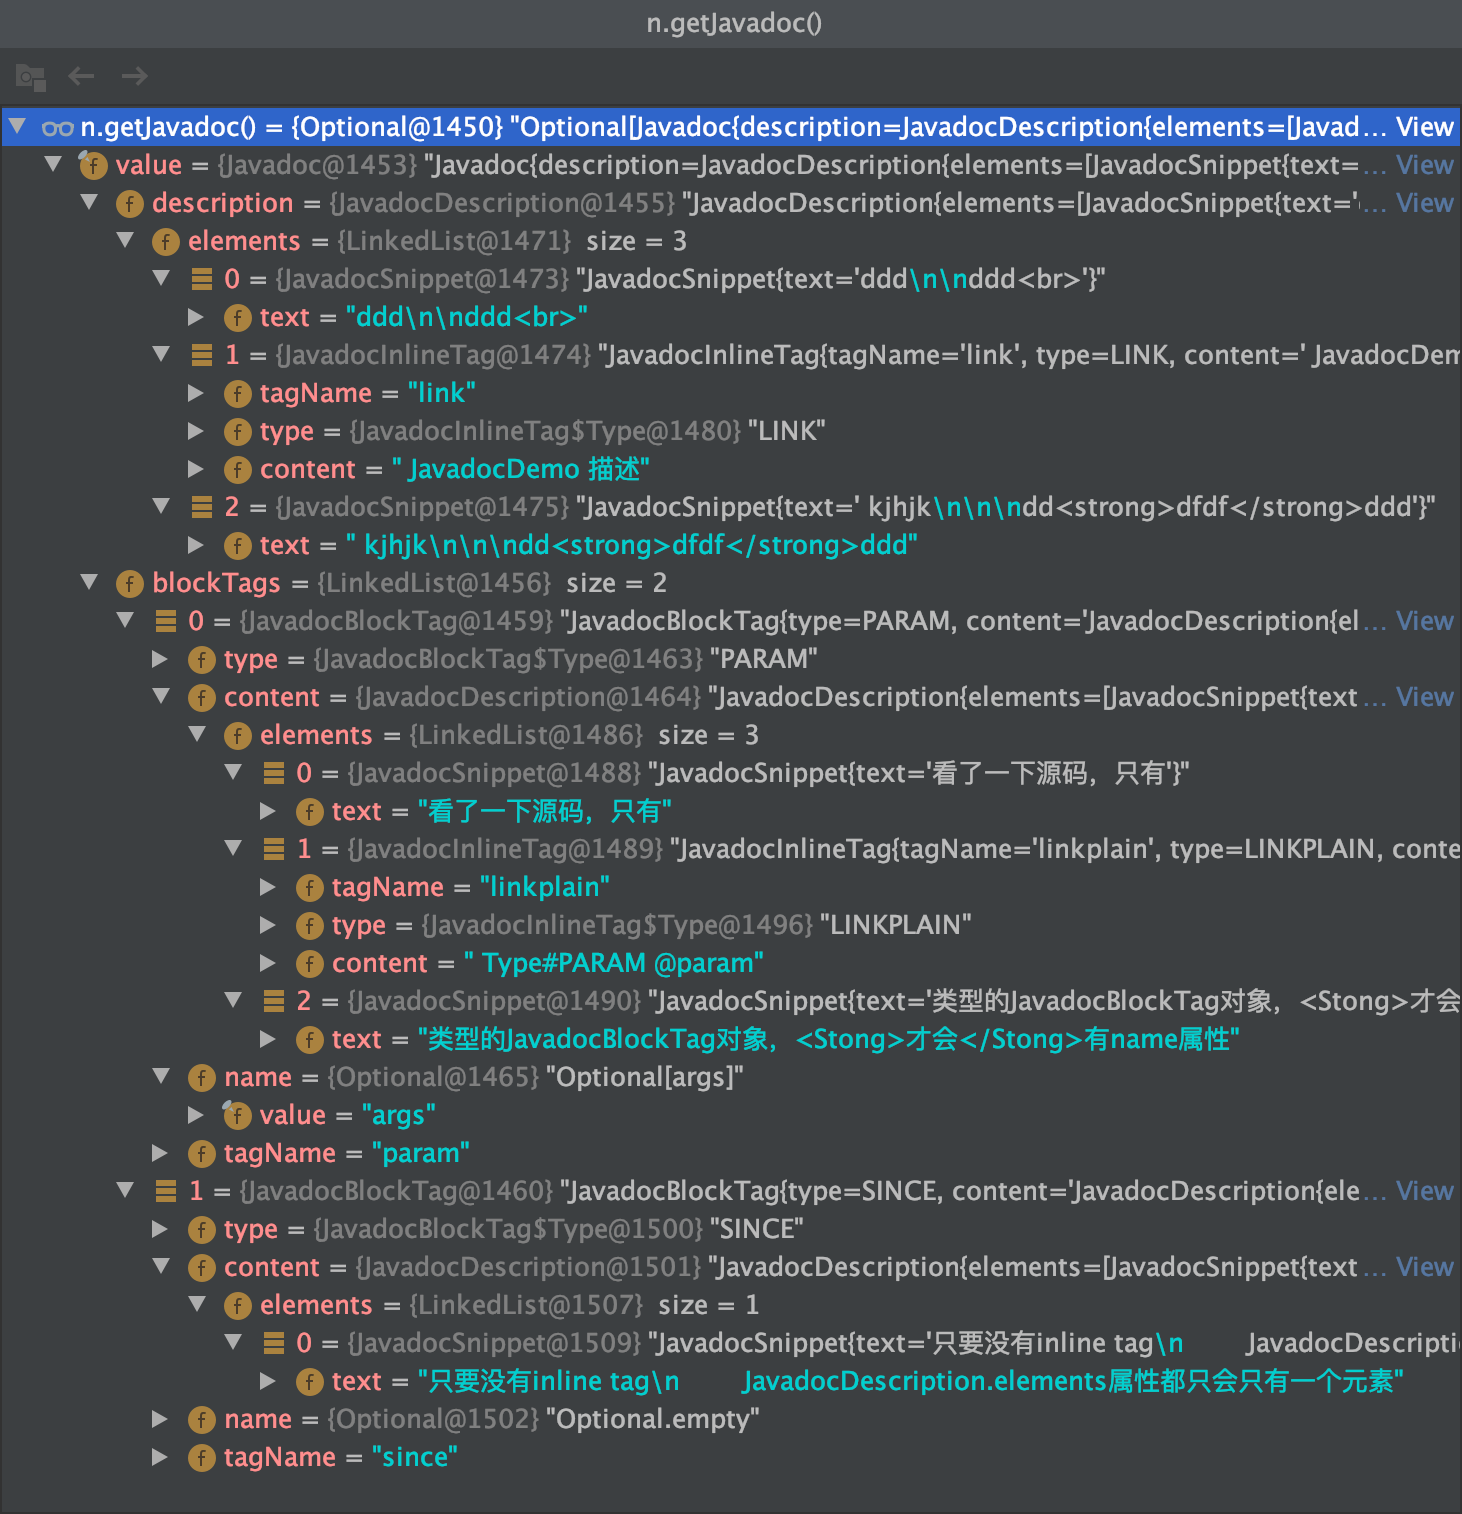 n.getJavadoc()
n.getJavadoc() = {Optional@1450} "Optional[Javadoc{description=JavadocDescription{elements=[Javad... View
value = {Javadoc@1453} "Javadoc{description=JavadocDescription{elements=[JavadocSnippet{text=... View
description = {JavadocDescription@1455} "JavadocDescription{elements=[JavadocSnippet{text='... View
elements = {LinkedList@1471} size = 3
0 = {JavadocSnippet@1473} "JavadocSnippet{text='ddd\n\nddd<br>'}"
text = "ddd\n\nddd<br>"
1 = {JavadocInlineTag@1474} "JavadocInlineTag{tagName='link', type=LINK, content=' JavadocDem
tagName = "link"
type = {JavadocInlineTag$Type@1480} "LINK"
content = " JavadocDemo 描述"
2 = {JavadocSnippet@1475} "JavadocSnippet{text=' kjhjk\n\n\ndd<strong>dfdf</strong>ddd'}"
text = " kjhjk\n\n\ndd<strong>dfdf</strong>ddd"
blockTags = {LinkedList@1456} size = 2
0 = {JavadocBlockTag@1459} "JavadocBlockTag{type=PARAM, content='JavadocDescription{el... View
type = {JavadocBlockTag$Type@1463} "PARAM"
content = {JavadocDescription@1464} "JavadocDescription{elements=[JavadocSnippet{text... View
elements = {LinkedList@1486} size = 3
0 = {JavadocSnippet@1488} "JavadocSnippet{text='看了一下源码，只有'}"
text = "看了一下源码，只有"
1 = {JavadocInlineTag@1489} "JavadocInlineTag{tagName='linkplain', type=LINKPLAIN, conte
tagName = "linkplain"
type = {JavadocInlineTag$Type@1496} "LINKPLAIN"
content = " Type#PARAM @param"
2 = {JavadocSnippet@1490} "JavadocSnippet{text='类型的JavadocBlockTag对象，<Stong>才会
text = "类型的JavadocBlockTag对象，<Stong>才会</Stong>有name属性"
name = {Optional@1465} "Optional[args]"
value = "args"
tagName = "param"
1 = {JavadocBlockTag@1460} "JavadocBlockTag{type=SINCE, content='JavadocDescription{ele... View
type = {JavadocBlockTag$Type@1500} "SINCE"
content = {JavadocDescription@1501} "JavadocDescription{elements=[JavadocSnippet{text... View
elements = {LinkedList@1507} size = 1
0 = {JavadocSnippet@1509} "JavadocSnippet{text='只要没有inline tag\n        JavadocDescripti
text = "只要没有inline tag\n        JavadocDescription.elements属性都只会只有一个元素"
name = {Optional@1502} "Optional.empty"
tagName = "since"